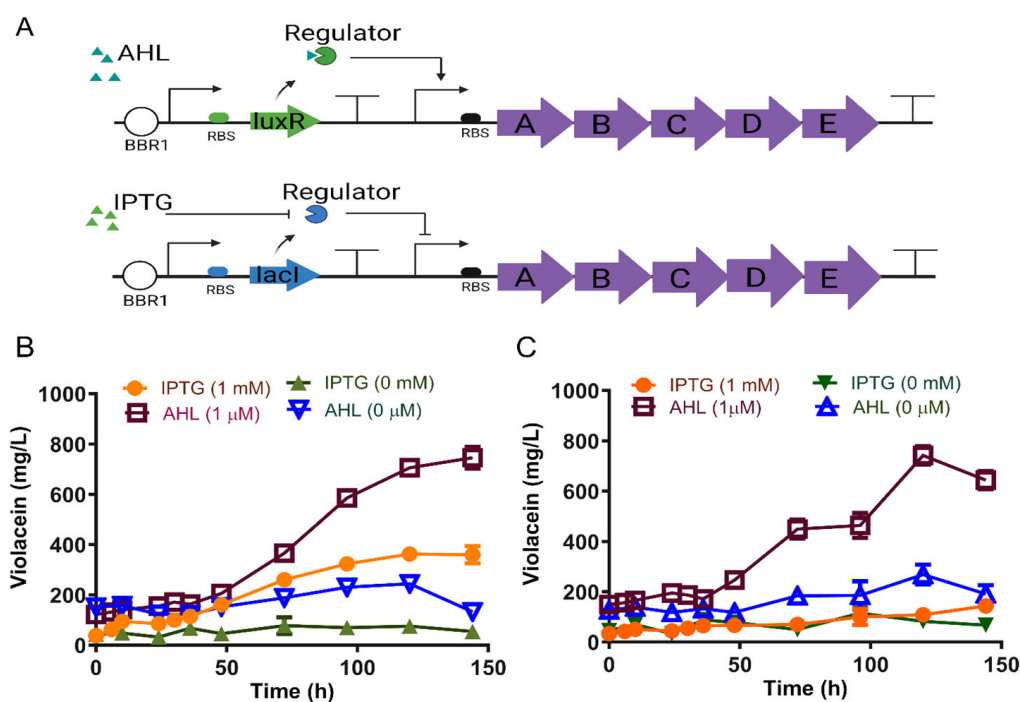 A
AHL
Regulator
BBR1
RBS
luxR
RBS
A B C D E
IPTG
Regulator
BBR1
RBS
lacI
RBS
A B C D E
B
IPTG (1 mM) IPTG (0 mM)
AHL (1 μM) AHL (0 μM)
Violacein (mg/L)
1000
800
600
400
200
0
0 50 100 150
Time (h)
C
IPTG (1 mM) IPTG (0 mM)
AHL (1μM) AHL (0 μM)
Violacein (mg/L)
1000
800
600
400
200
0
0 50 100 150
Time (h)